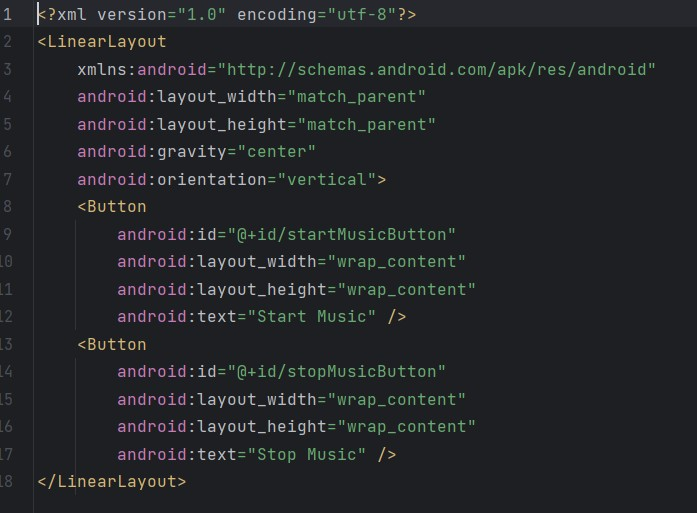 1 <?xml version="1.0" encoding="utf-8"?>
2 <LinearLayout
3     xmlns:android="http://schemas.android.com/apk/res/android"
4     android:layout_width="match_parent"
5     android:layout_height="match_parent"
6     android:gravity="center"
7     android:orientation="vertical">
8     <Button
9         android:id="@+id/startMusicButton"
10         android:layout_width="wrap_content"
11         android:layout_height="wrap_content"
12         android:text="Start Music" />
13     <Button
14         android:id="@+id/stopMusicButton"
15         android:layout_width="wrap_content"
16         android:layout_height="wrap_content"
17         android:text="Stop Music" />
18 </LinearLayout>